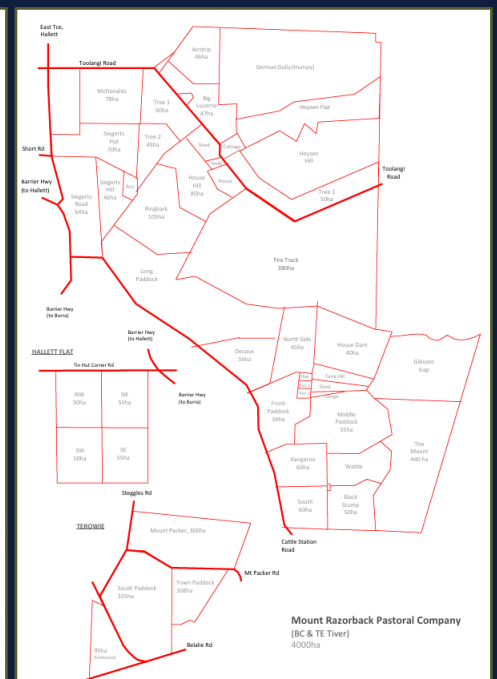 East Tce,
Hallett
Toolangi Road
Airstrip
46ha
German Gully(Humpy)
McDonalds
78ha
Tree 1
50ha
Big
Lucerne
47ha
Heysen Flat
Siegerts
Flat
70ha
Tree 2
45ha
Shed
Cottage
Heysen
Hill
Short Rd
House
House
Hill
85ha
Toolangi
Road
Barrier Hwy
(to Hallett)
Siegerts
Hill
46ha
Siegerts
Road
64ha
Tree 1
50ha
Ringbark
105ha
Fire Track
380ha
Long
Paddock
Barrier Hwy
(to Burra)
Barrier Hwy
(to Hallett)
North Side
45ha
House Dam
40ha
HALLETT FLAT
Decous
56ha
Gibsons
Gap
Tin Hut Corner Rd
Tank Hill
Shed
NW
50ha
NE
55ha
Barrier Hwy
(to Burra)
Front
Paddock
34ha
Middle
Paddock
55ha
SW
50ha
SE
55ha
Kangaroo
60ha
Wattle
The
Mount
440 ha
Steggles Rd
South
60ha
Black
Stump
50ha
TEROWIE
Mount Packer, 300ha
Cattle Station
Road
Mt Packer Rd
South Paddock
335ha
Town Paddock
108ha
Mount Razorback Pastoral Company
(BC & TE Tiver)
4000ha
Belalie Rd
95ha